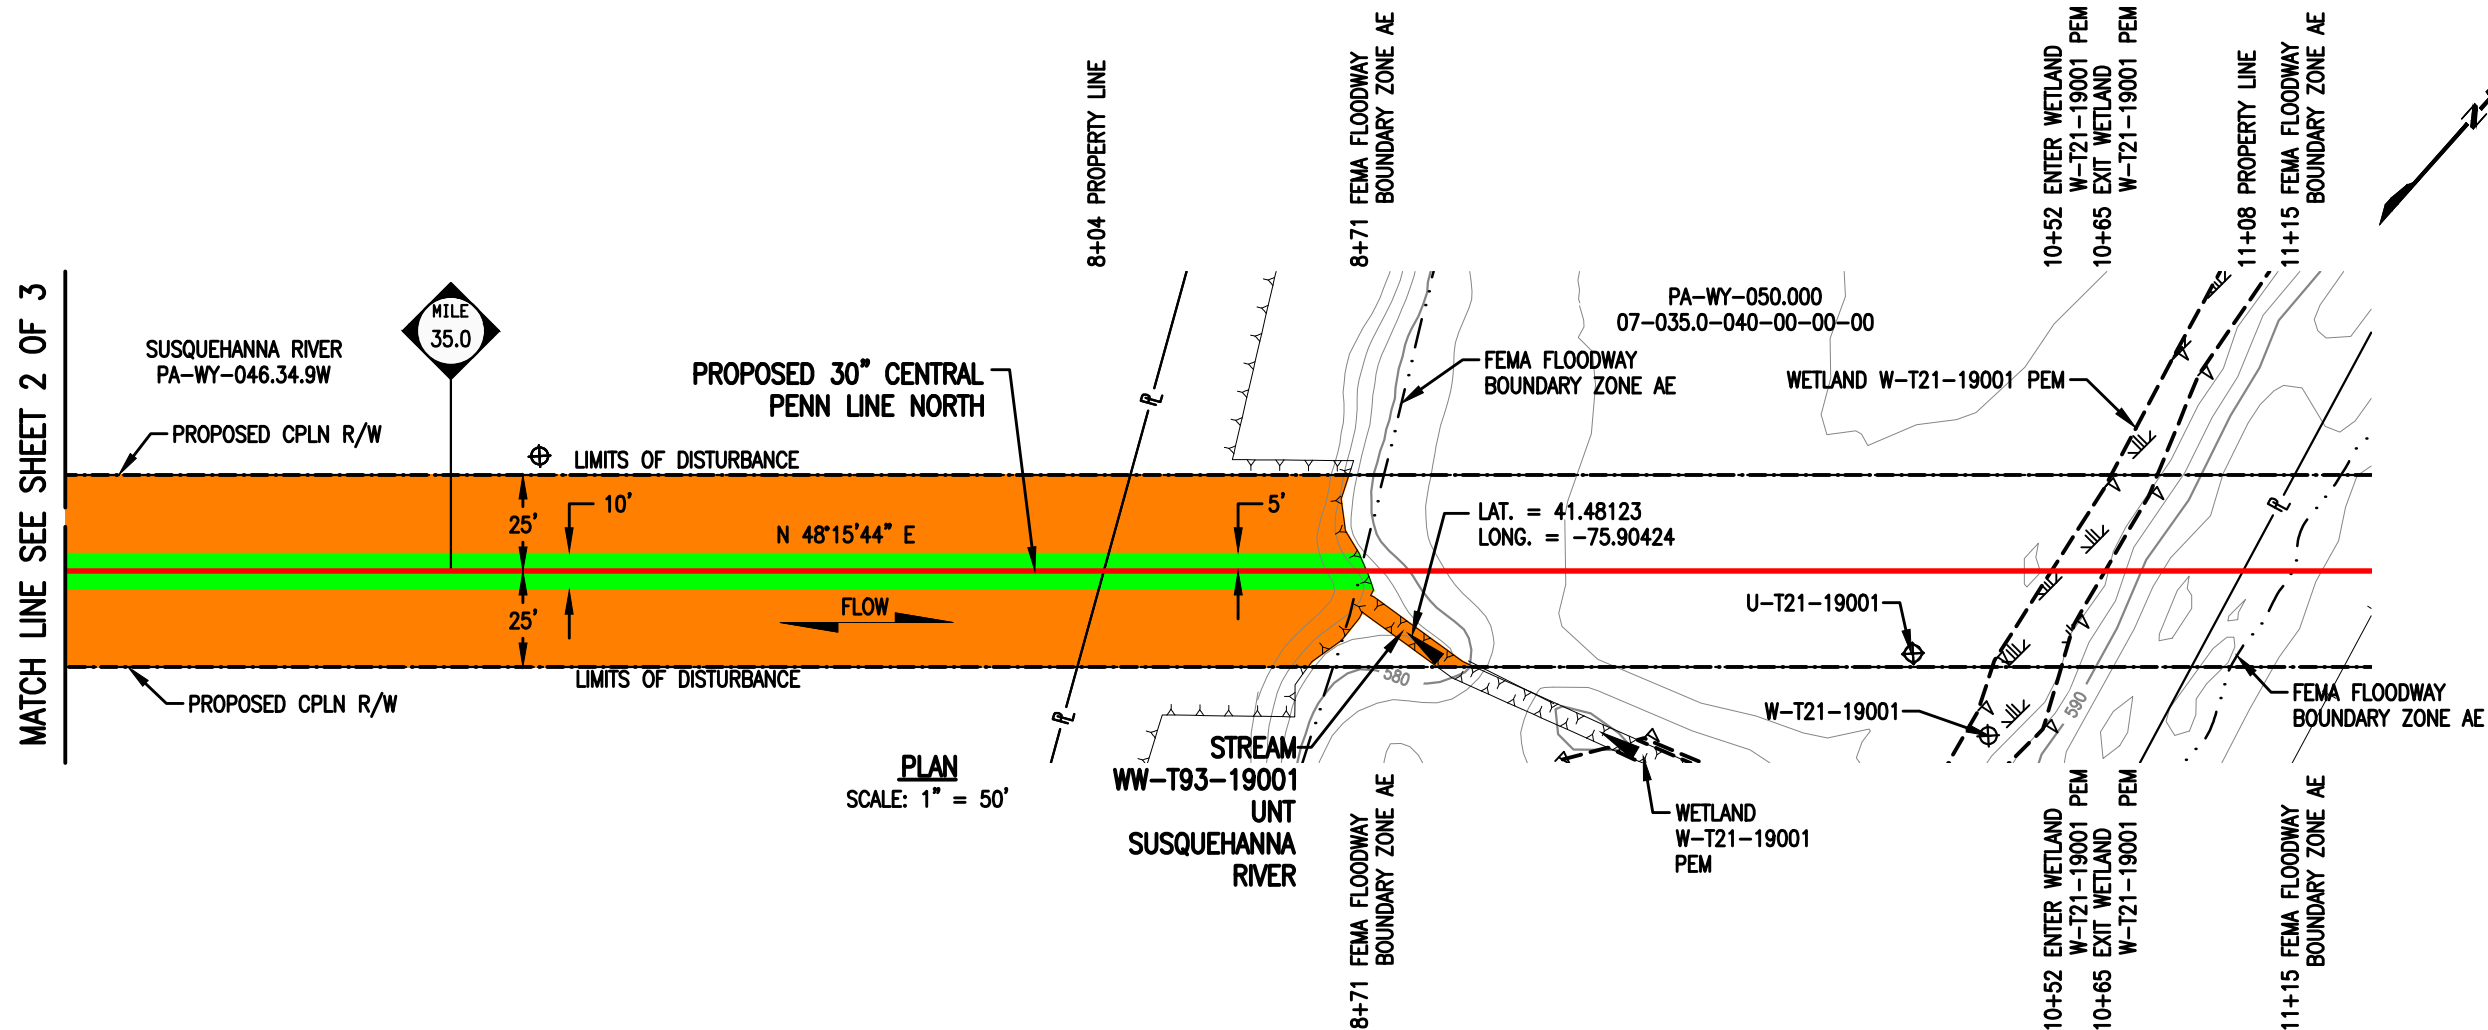 8+04 PROPERTY LINE
8+71 FEMA FLOODWAY
BOUNDARY ZONE AE
10+52 ENTER WETLAND
W-T21-19001 PEM
10+65 EXIT WETLAND
W-T21-19001 PEM
11+08 PROPERTY LINE
11+15 FEMA FLOODWAY
BOUNDARY ZONE AE
N
MATCH LINE SEE SHEET 2 OF 3
SUSQUEHANNA RIVER
PA-WY-046.34.9W
MILE
35.0
PROPOSED CPLN R/W
LIMITS OF DISTURBANCE
PROPOSED 30" CENTRAL
PENN LINE NORTH
PL
FEMA FLOODWAY
BOUNDARY ZONE AE
PA-WY-050.000
07-035.0-040-00-00-00
WETLAND W-T21-19001 PEM
25'
10'
N 48°15'44" E
5'
LAT. = 41.48123
LONG. = -75.90424
PL
25'
FLOW
U-T21-19001
LIMITS OF DISTURBANCE
PROPOSED CPLN R/W
PL
580
W-T21-19001
590
FEMA FLOODWAY
BOUNDARY ZONE AE
PLAN
SCALE: 1" = 50'
STREAM
WW-T93-19001
UNT
SUSQUEHANNA
RIVER
WETLAND
W-T21-19001
PEM
8+71 FEMA FLOODWAY
BOUNDARY ZONE AE
10+52 ENTER WETLAND
W-T21-19001 PEM
10+65 EXIT WETLAND
W-T21-19001 PEM
11+15 FEMA FLOODWAY
BOUNDARY ZONE AE